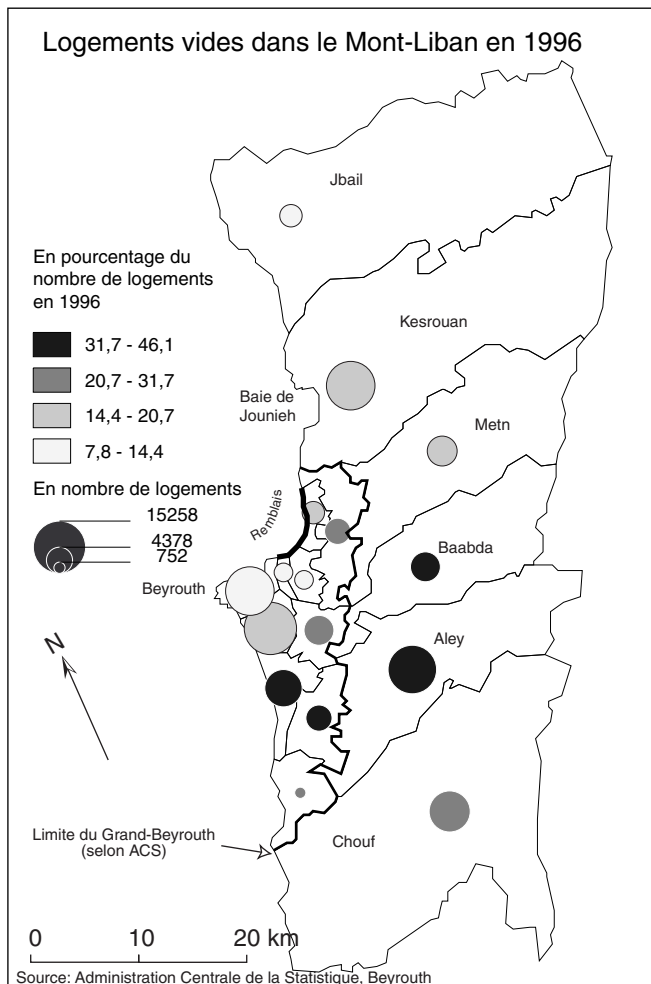 Logements vides dans le Mont-Liban en 1996
Jbail
En pourcentage du
nombre de logements
en 1996
31,7 - 46,1
20,7 - 31,7
14,4 - 20,7
7,8 - 14,4
Kesrouan
Baie de
Jounieh
Metn
En nombre de logements
15258
4378
752
Remblais
Baabda
Beyrouth
Aley
N
Limite du Grand-Beyrouth
(selon ACS)
Chouf
0 10 20 km
Source: Administration Centrale de la Statistique, Beyrouth